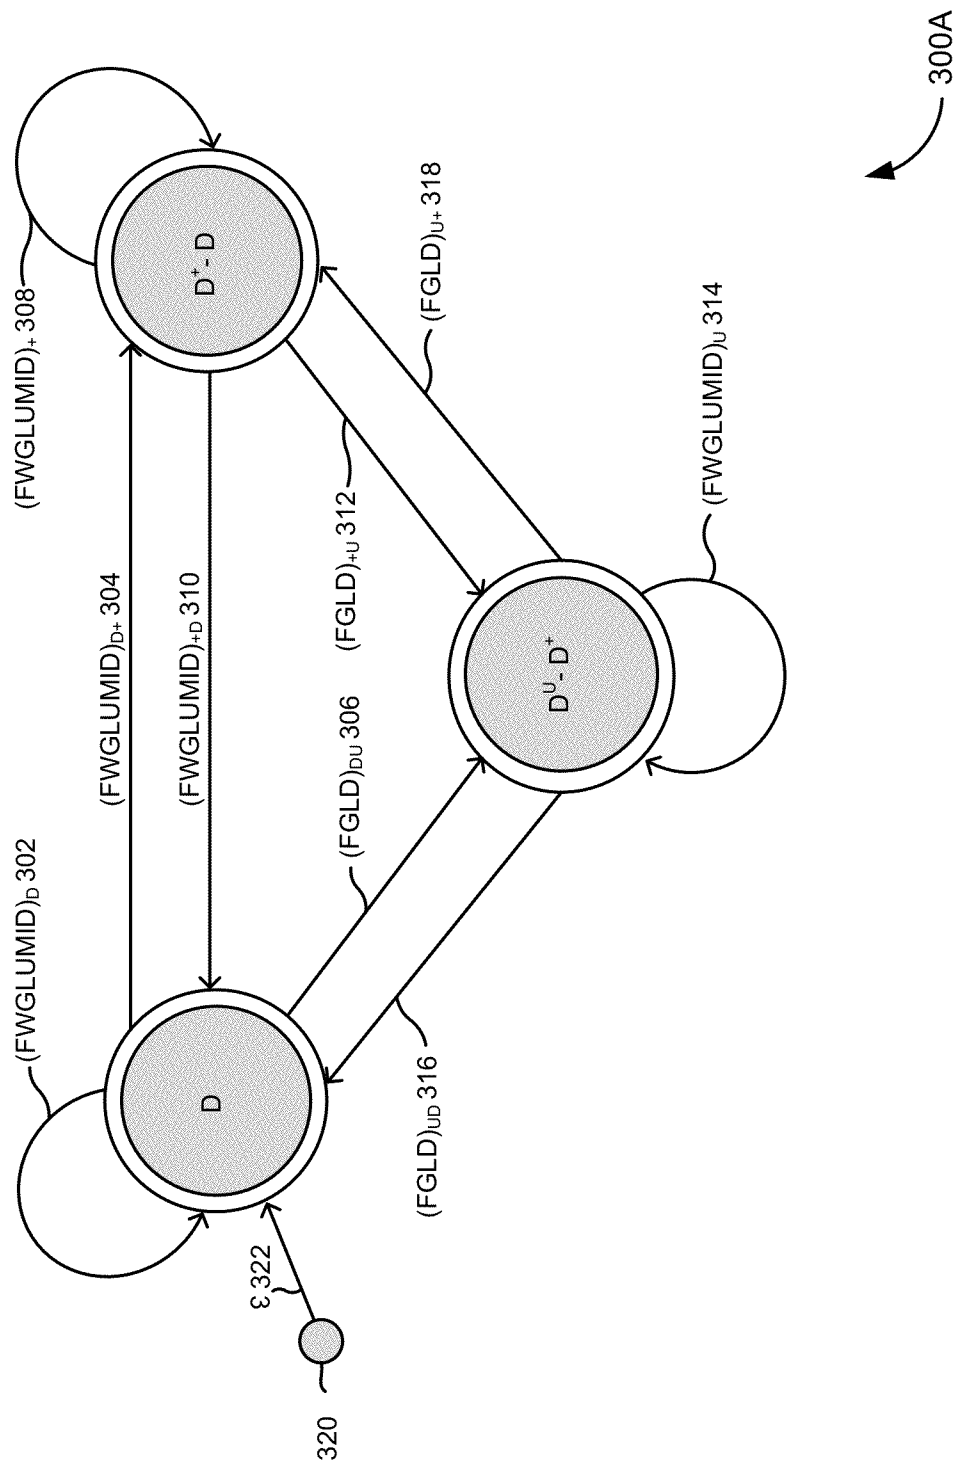 300A
(FWGLUMID)D 302
(FWGLUMID)+ 308
(FWGLUMID)D+ 304
(FWGLUMID)+D 310
D
D+- D
ε 322
320
(FGLD)DU 306
(FGLD)+U 312
(FGLD)UD 316
(FGLD)U+ 318
DU- D+
(FWGLUMID)U 314